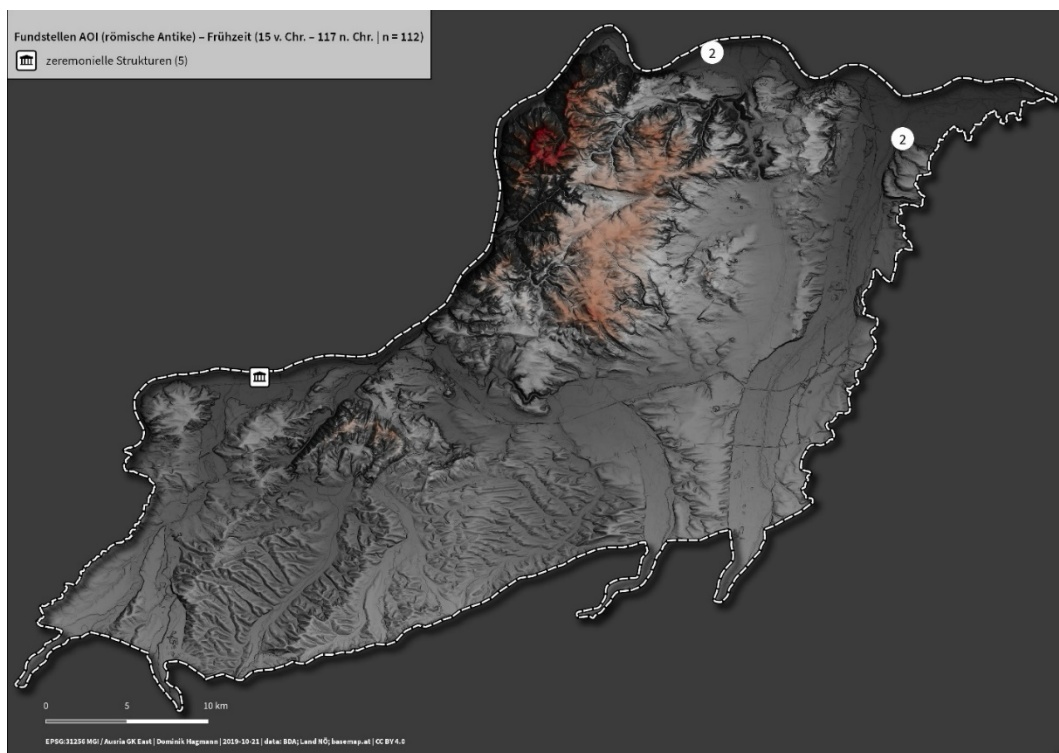 Fundstellen AOI (römische Antike) – Frühzeit (15 v. Chr. – 117 n. Chr. | n = 112)
zeremonielle Strukturen (5)
2
2
0 5 10 km
EPSG:31256 MGI / Ausria GK East | Dominik Hagmann | 2019-10-21 | data: BDA; Land NÖ; basemap.at | CC BY 4.0